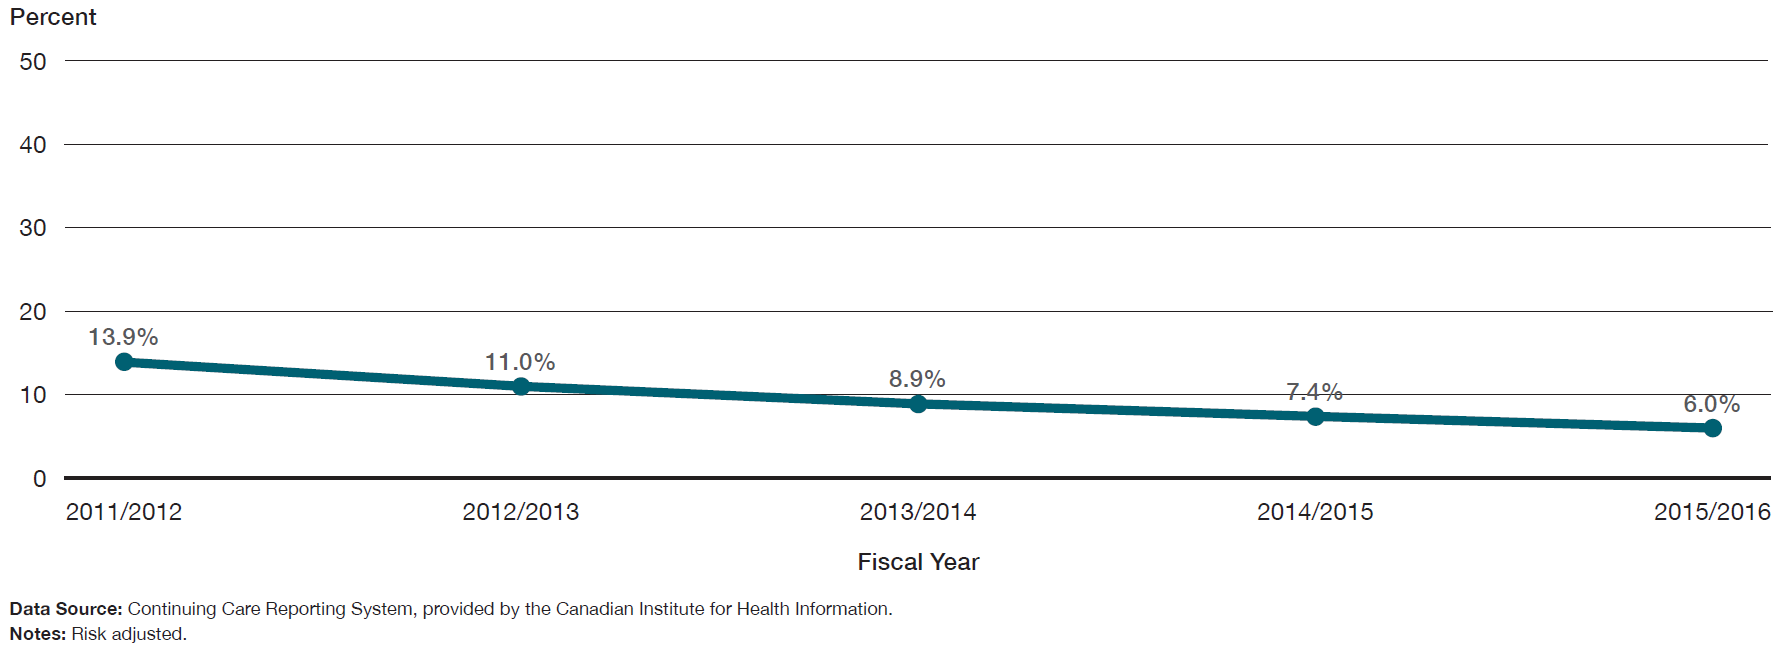 Percent
50
40
30
20
13.9%
11.0%
8.9%
7.4%
6.0%
10
0
2011/2012 2012/2013 2013/2014 2014/2015 2015/2016
Fiscal Year
Data Source: Continuing Care Reporting System, provided by the Canadian Institute for Health Information.
Notes: Risk adjusted.